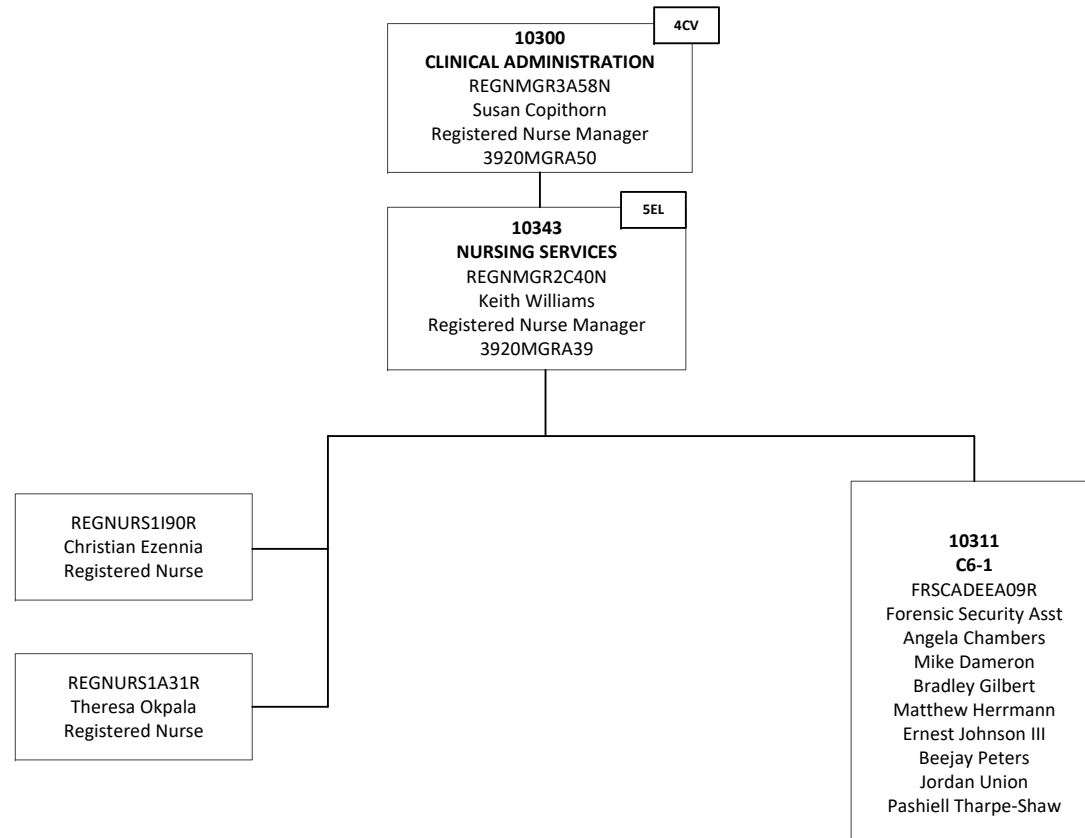 4CV
10300
CLINICAL ADMINISTRATION
REGNMGR3A58N
Susan Copithorn
Registered Nurse Manager
3920MGRA50
5EL
10343
NURSING SERVICES
REGNMGR2C40N
Keith Williams
Registered Nurse Manager
3920MGRA39
REGNURS1I90R
Christian Ezennia
Registered Nurse
REGNURS1A31R
Theresa Okpala
Registered Nurse
10311
C6-1
FRSCADEEA09R
Forensic Security Asst
Angela Chambers
Mike Dameron
Bradley Gilbert
Matthew Herrmann
Ernest Johnson III
Beejay Peters
Jordan Union
Pashiell Tharpe-Shaw